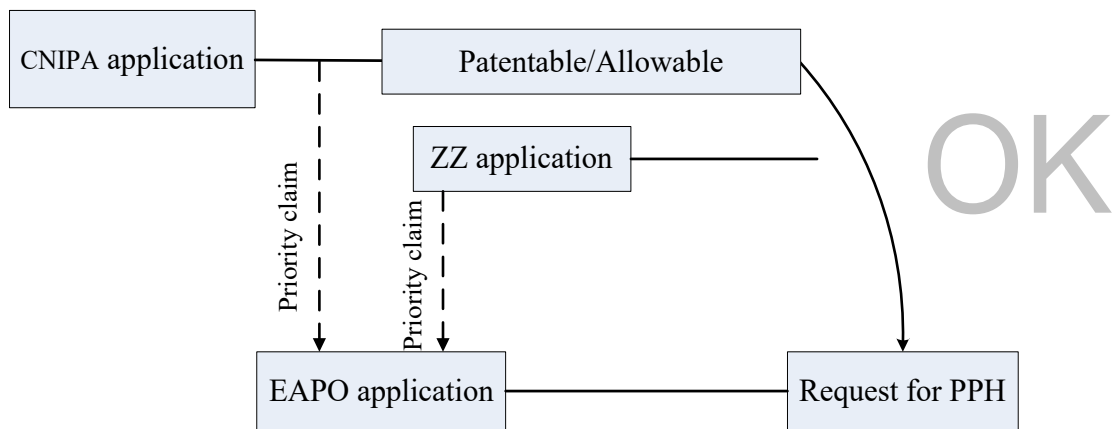 CNIPA application
Patentable/Allowable
OK
ZZ application
Priority claim
Priority claim
EAPO application
Request for PPH